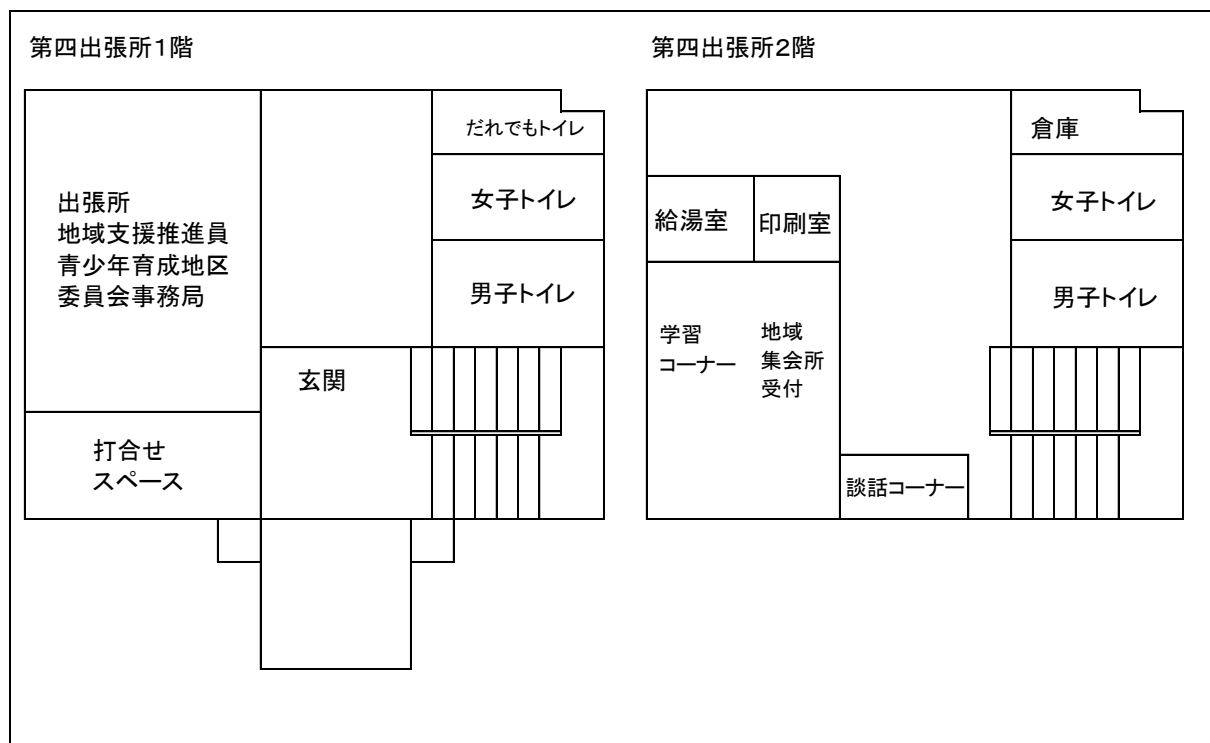 第四出張所1階
だれでもトイレ
女子トイレ
男子トイレ
出張所
地域支援推進員
青少年育成地区
委員会事務局
玄関
打合せ
スペース
第四出張所2階
倉庫
女子トイレ
男子トイレ
給湯室
印刷室
学習
コーナー
地域
集会所
受付
談話コーナー